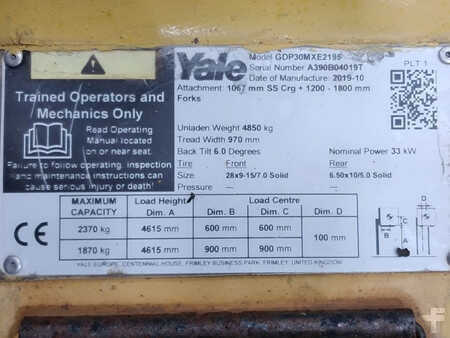 Yale
Model GDP30MXE2195
Serial Number A390B04019T
Date of Manufacture 2019-10
PLT 1
Attachment: 1067 mm SS Crg + 1200 - 1800 mm
Forks
Trained Operators and
Mechanics Only
Read Operating
Manual located
on or near truck
Failure to follow operating, inspection
and maintenance instructions can
cause serious injury or death!
Unladen Weight 4850 kg
Tread Width 970 mm
Back Tilt 6.0 Degrees Nominal Power 33 kW
Tire Front Rear
Size: 28x9-15/7.0 Solid 6.50x10/5.0 Solid
Pressure — —
MAXIMUM CAPACITY Load Height Load Centre
Dim. A Dim. B Dim. C Dim. D
2370 kg 4615 mm 600 mm 600 mm 100 mm
1870 kg 4615 mm 900 mm 900 mm
CE
D
C
B
A
YALE EUROPE, CENTENNIAL HOUSE, FRIMLEY BUSINESS PARK, FRIMLEY, UNITED KINGDOM
F